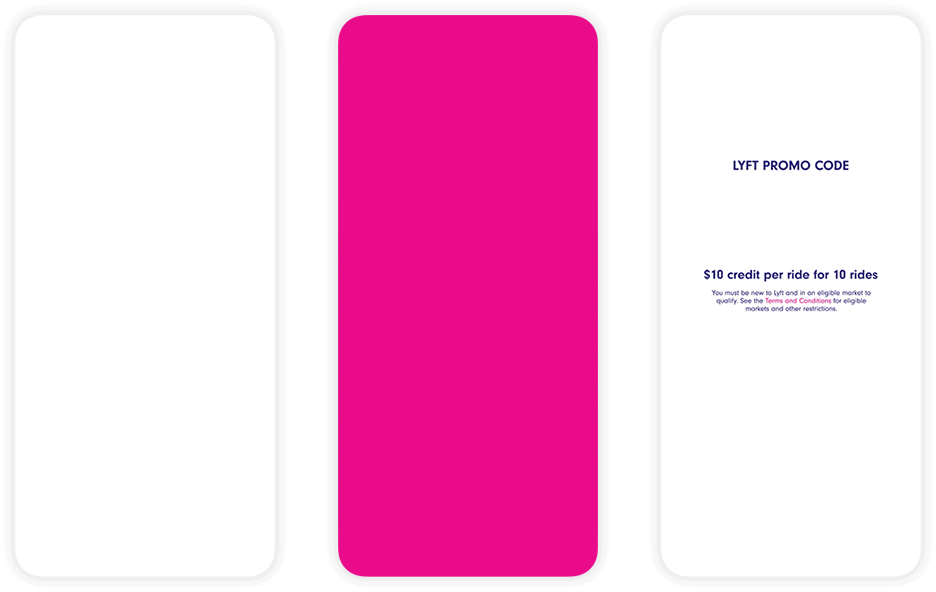 LYFT PROMO CODE
$10 credit per ride for 10 rides
You must be new to Lyft and in an eligible market to
qualify. See the Terms and Conditions for eligible
markets and other restrictions.